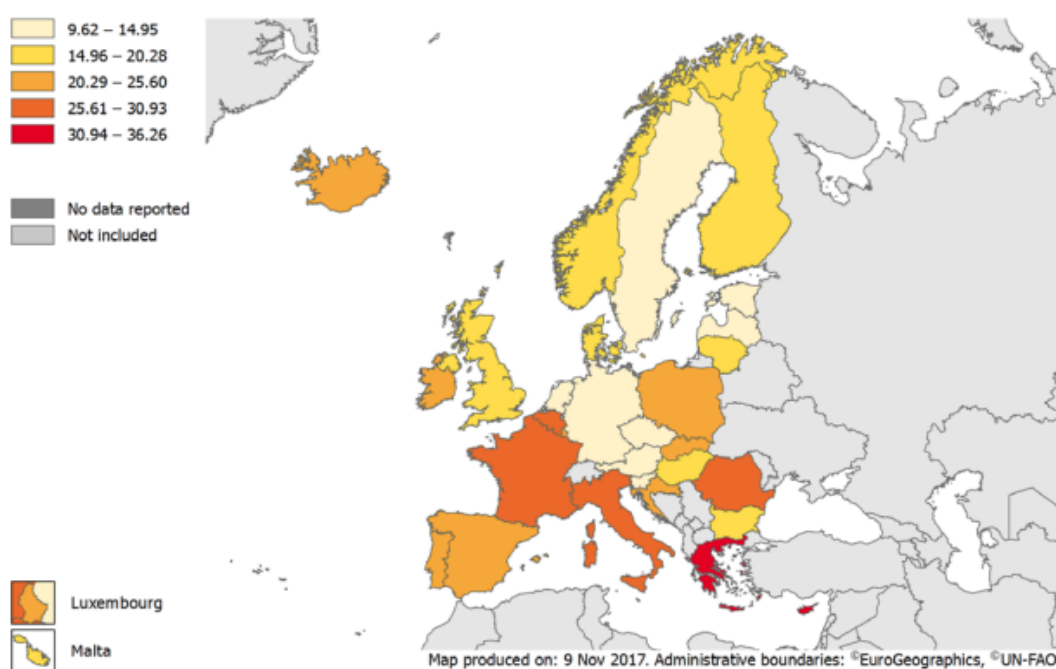 9.62 – 14.95
14.96 – 20.28
20.29 – 25.60
25.61 – 30.93
30.94 – 36.26
No data reported
Not included
Luxembourg
Malta
Map produced on: 9 Nov 2017. Administrative boundaries: ©EuroGeographics, ©UN-FAO